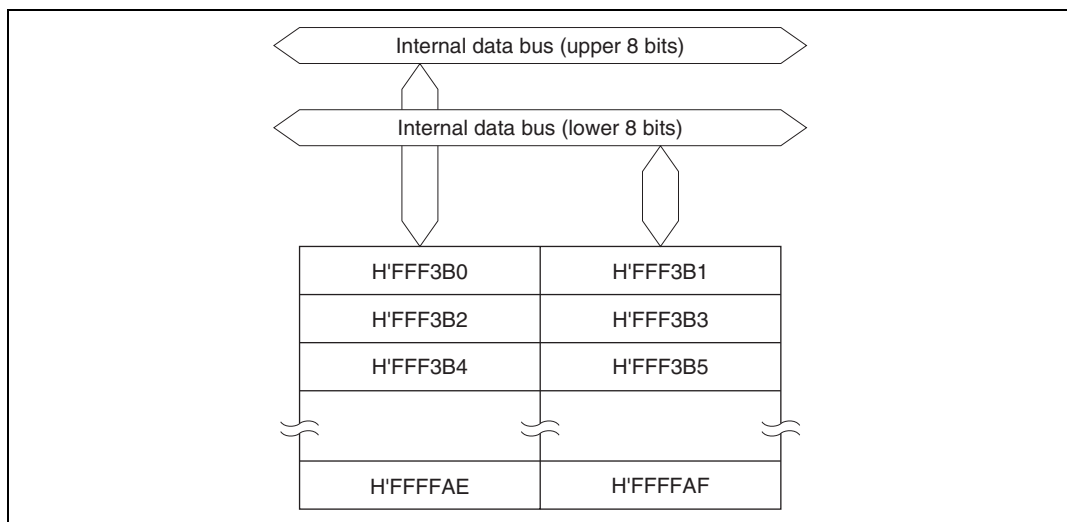 Internal data bus (upper 8 bits)
Internal data bus (lower 8 bits)
H'FFF3B0 H'FFF3B1
H'FFF3B2 H'FFF3B3
H'FFF3B4 H'FFF3B5
H'FFFFAE H'FFFFAF